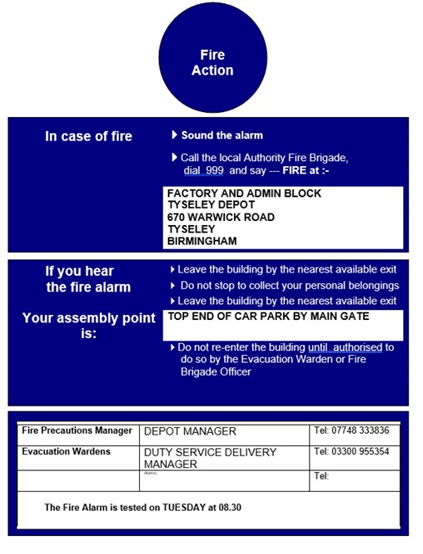 Fire
Action
In case of fire
Sound the alarm
Call the local Authority Fire Brigade,
dial 999 and say --- FIRE at :-
FACTORY AND ADMIN BLOCK
TYSELEY DEPOT
670 WARWICK ROAD
TYSELEY
BIRMINGHAM
If you hear
the fire alarm
Leave the building by the nearest available exit
Do not stop to collect your personal belongings
Leave the building by the nearest available exit
Your assembly point
is:
TOP END OF CAR PARK BY MAIN GATE
Do not re-enter the building until authorised to
do so by the Evacuation Warden or Fire
Brigade Officer
Fire Precautions Manager DEPOT MANAGER Tel: 07748 333836
Evacuation Wardens DUTY SERVICE DELIVERY Tel: 03300 955354
MANAGER
(Name) Tel:
The Fire Alarm is tested on TUESDAY at 08.30